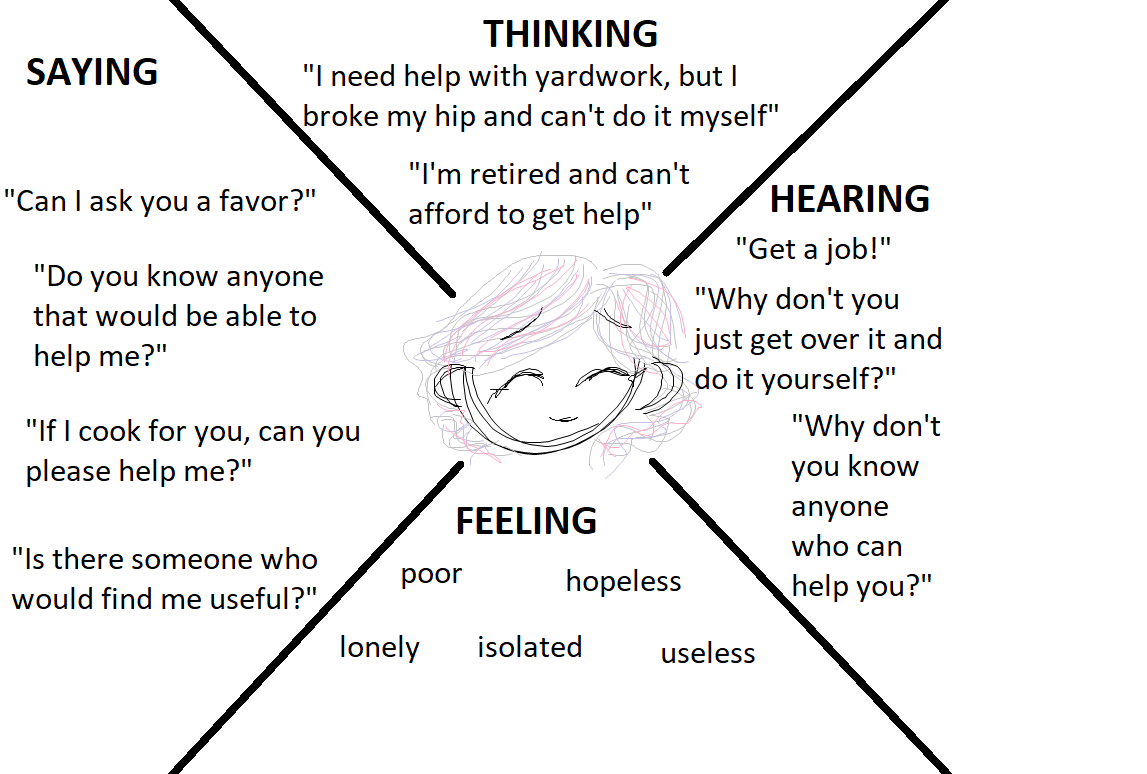 THINKING
"I need help with yardwork, but I
broke my hip and can't do it myself"
"I'm retired and can't
afford to get help"
SAYING
"Can I ask you a favor?"
"Do you know anyone
that would be able to
help me?"
"If I cook for you, can you
please help me?"
"Is there someone who
would find me useful?"
HEARING
"Get a job!"
"Why don't you
just get over it and
do it yourself?"
"Why don't
you know
anyone
who can
help you?"
FEELING
poor
hopeless
lonely
isolated
useless